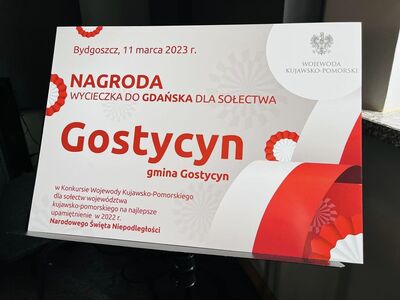 Bydgoszcz, 11 marca 2023 r.
WOJEWODA
KUJAWSKO-POMORSKI
NAGRODA
WYCIECZKA DO GDAŃSKA DLA SOŁECTWA
Gostycyn
gmina Gostycyn
w Konkursie Wojewody Kujawsko-Pomorskiego
dla sołectw województwa
kujawsko-pomorskiego na najlepsze
upamiętnienie w 2022 r.
Narodowego Święta Niepodległości